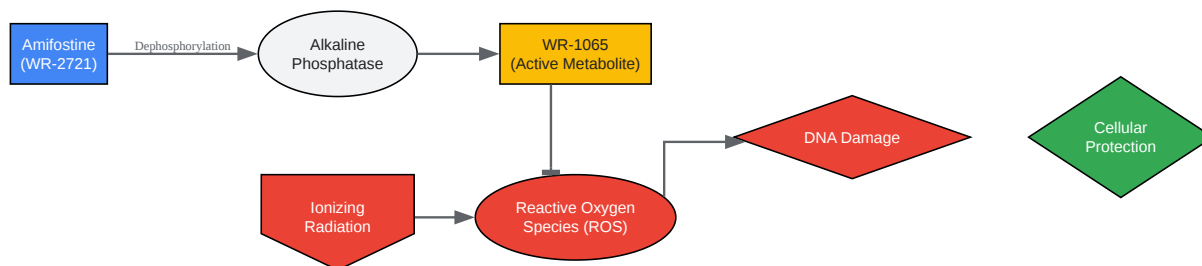 Amifostine
(WR-2721)
Dephosphorylation
Alkaline
Phosphatase
WR-1065
(Active Metabolite)
DNA Damage
Cellular
Protection
Ionizing
Radiation
Reactive Oxygen
Species (ROS)